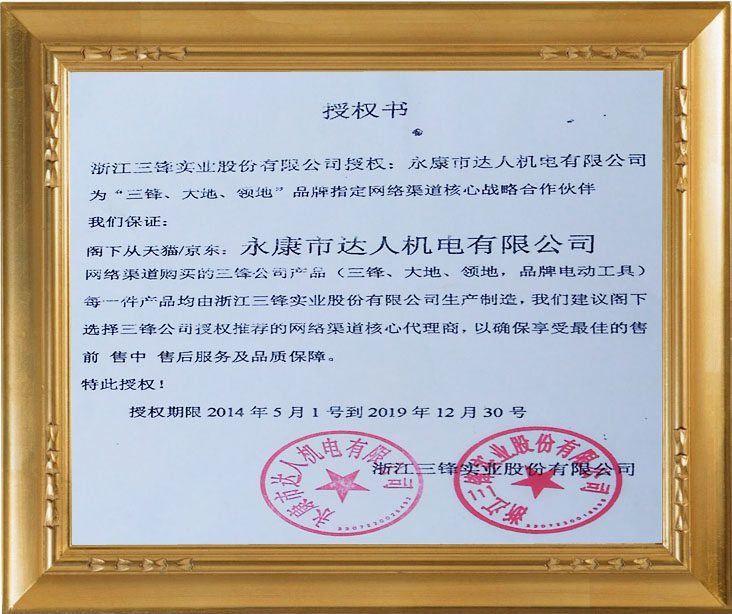 授权书
浙江三锋实业股份有限公司授权：永康市达人机电有限公司
为“三锋、大地、领地”品牌指定网络渠道核心战略合作伙伴
我们保证：
阁下从天猫/京东：永康市达人机电有限公司
网络渠道购买的三锋公司产品（三锋、大地、领地，品牌电动工具）
每一件产品均由浙江三锋实业股份有限公司生产制造，我们建议阁下
选择三锋公司授权推荐的网络渠道核心代理商，以确保享受最佳的售
前 售中 售后服务及品质保障。
特此授权！
授权期限 2014 年 5 月 1 号到 2019 年 12 月 30 号
浙江三锋实业股份有限公司
永康市达人机电有限公司
浙江三锋实业股份有限公司